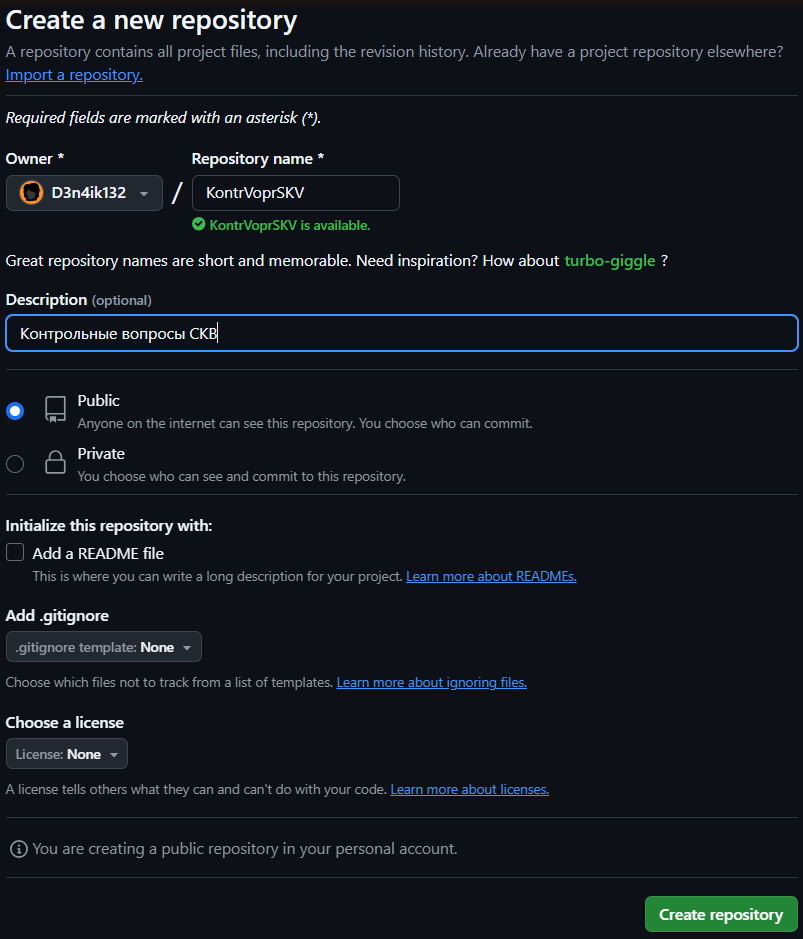 Create a new repository
A repository contains all project files, including the revision history. Already have a project repository elsewhere?
Import a repository.
Required fields are marked with an asterisk (*).
Owner * Repository name *
D3n4ik132 / KontrVoprSKV
KontrVoprSKV is available.
Great repository names are short and memorable. Need inspiration? How about turbo-giggle ?
Description (optional)
Контрольные вопросы СКВ
Public
Anyone on the internet can see this repository. You choose who can commit.
Private
You choose who can see and commit to this repository.
Initialize this repository with:
Add a README file
This is where you can write a long description for your project. Learn more about READMEs.
Add .gitignore
.gitignore template: None
Choose which files not to track from a list of templates. Learn more about ignoring files.
Choose a license
License: None
A license tells others what they can and can't do with your code. Learn more about licenses.
You are creating a public repository in your personal account.
Create repository